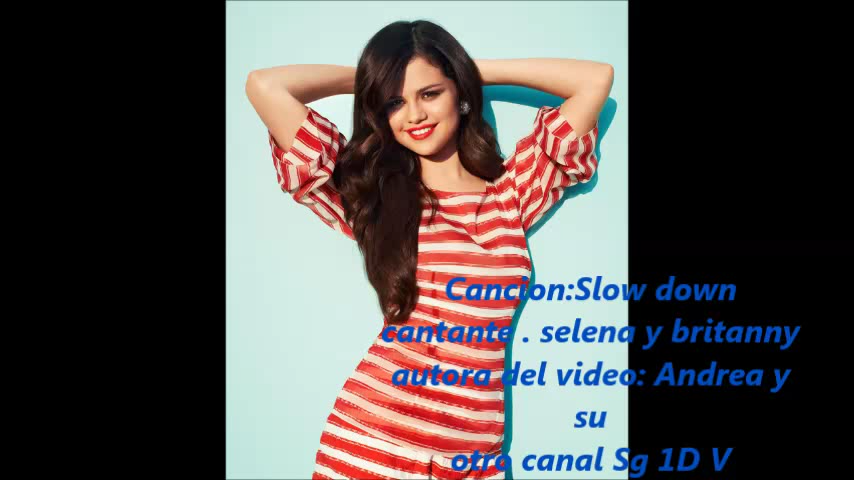 Cancion:Slow down
cantante . selena y britanny
autora del video: Andrea y
su
otro canal Sg 1D V